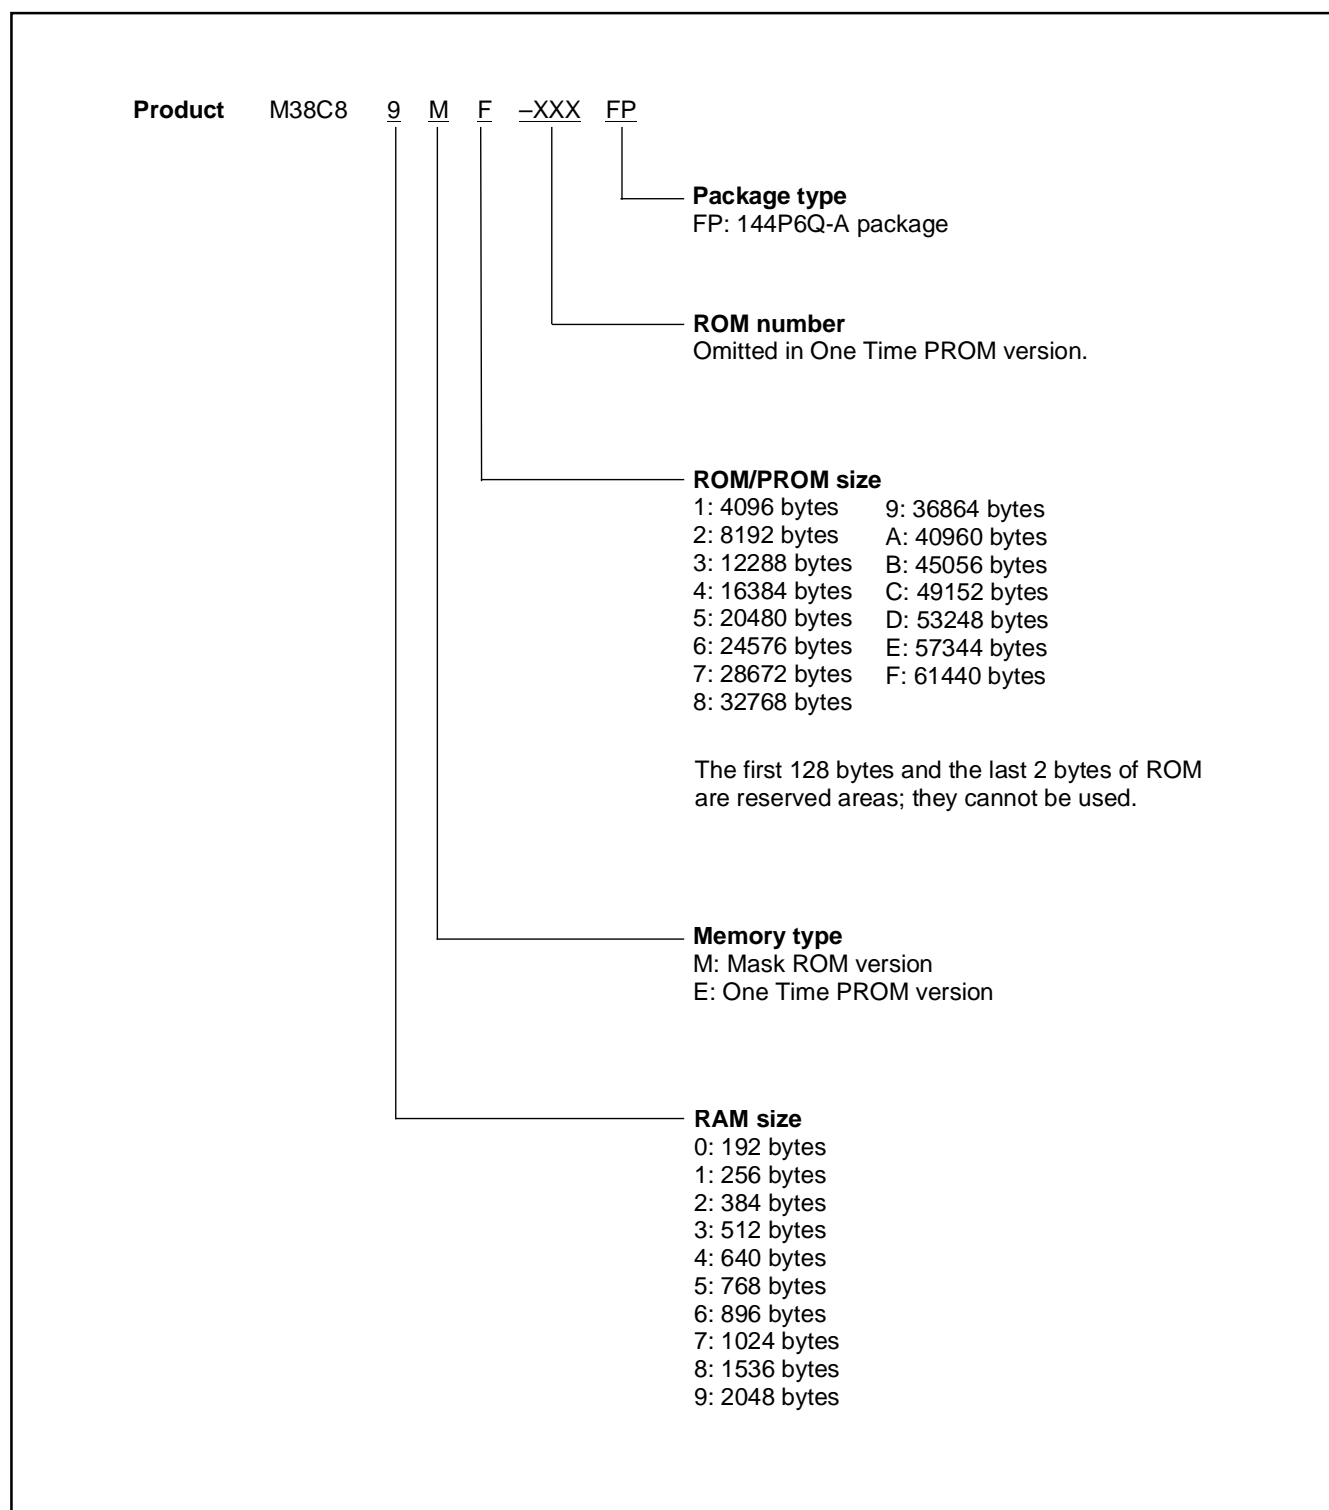 Product M38C8 9 M F –XXX FP
Package type
FP: 144P6Q-A package
ROM number
Omitted in One Time PROM version.
ROM/PROM size
1: 4096 bytes
2: 8192 bytes
3: 12288 bytes
4: 16384 bytes
5: 20480 bytes
6: 24576 bytes
7: 28672 bytes
8: 32768 bytes
9: 36864 bytes
A: 40960 bytes
B: 45056 bytes
C: 49152 bytes
D: 53248 bytes
E: 57344 bytes
F: 61440 bytes
The first 128 bytes and the last 2 bytes of ROM
are reserved areas; they cannot be used.
Memory type
M: Mask ROM version
E: One Time PROM version
RAM size
0: 192 bytes
1: 256 bytes
2: 384 bytes
3: 512 bytes
4: 640 bytes
5: 768 bytes
6: 896 bytes
7: 1024 bytes
8: 1536 bytes
9: 2048 bytes